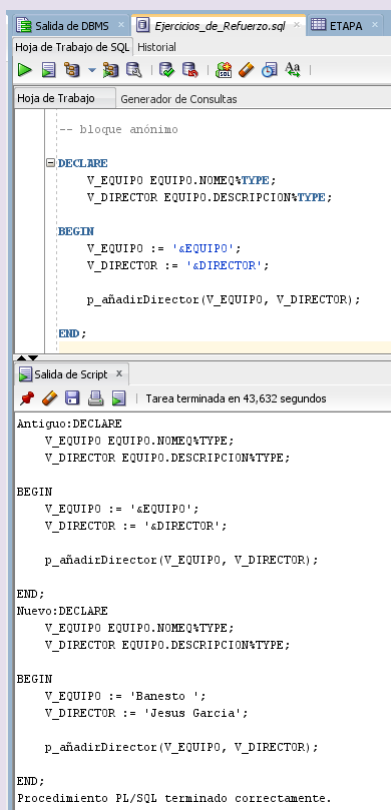 Salida de DBMS Ejercicios_de_Refuerzo.sql ETAPA
Hoja de Trabajo de SQL Historial
Hoja de Trabajo Generador de Consultas
-- bloque anónimo
DECLARE
V_EQUIPO EQUIPO.NOMEQ%TYPE;
V_DIRECTOR EQUIPO.DESCRIPCION%TYPE;
BEGIN
V_EQUIPO := '&EQUIPO';
V_DIRECTOR := '&DIRECTOR';
p_añadirDirector(V_EQUIPO, V_DIRECTOR);
END;
Salida de Script x
Tarea terminada en 43,632 segundos
Antiguo:DECLARE
V_EQUIPO EQUIPO.NOMEQ%TYPE;
V_DIRECTOR EQUIPO.DESCRIPCION%TYPE;
BEGIN
V_EQUIPO := '&EQUIPO';
V_DIRECTOR := '&DIRECTOR';
p_añadirDirector(V_EQUIPO, V_DIRECTOR);
END;
Nuevo:DECLARE
V_EQUIPO EQUIPO.NOMEQ%TYPE;
V_DIRECTOR EQUIPO.DESCRIPCION%TYPE;
BEGIN
V_EQUIPO := 'Banesto ';
V_DIRECTOR := 'Jesus Garcia';
p_añadirDirector(V_EQUIPO, V_DIRECTOR);
END;
Procedimiento PL/SQL terminado correctamente.